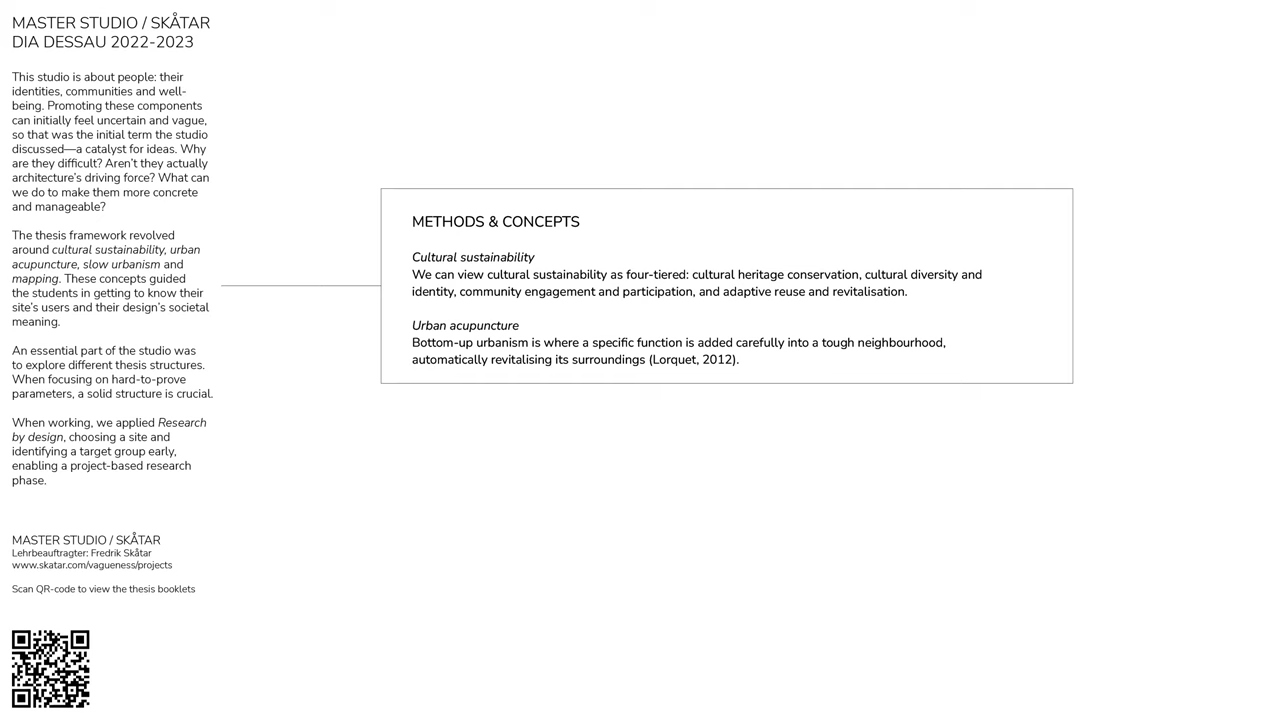 MASTER STUDIO / SKÅTAR
DIA DESSAU 2022-2023
This studio is about people: their
identities, communities and well-
being. Promoting these components
can initially feel uncertain and vague,
so that was the initial term the studio
discussed—a catalyst for ideas. Why
are they difficult? Aren't they actually
architecture's driving force? What can
we do to make them more concrete
and manageable?
The thesis framework revolved
around cultural sustainability, urban
acupuncture, slow urbanism and
mapping. These concepts guided
the students in getting to know their
site's users and their design's societal
meaning.
An essential part of the studio was
to explore different thesis structures.
When focusing on hard-to-prove
parameters, a solid structure is crucial.
When working, we applied Research
by design, choosing a site and
identifying a target group early,
enabling a project-based research
phase.
MASTER STUDIO / SKÅTAR
Lehrbeauftragter: Fredrik Skåtar
www.skatar.com/vagueness/projects
Scan QR-code to view the thesis booklets
METHODS & CONCEPTS
Cultural sustainability
We can view cultural sustainability as four-tiered: cultural heritage conservation, cultural diversity and
identity, community engagement and participation, and adaptive reuse and revitalisation.
Urban acupuncture
Bottom-up urbanism is where a specific function is added carefully into a tough neighbourhood,
automatically revitalising its surroundings (Lorquet, 2012).